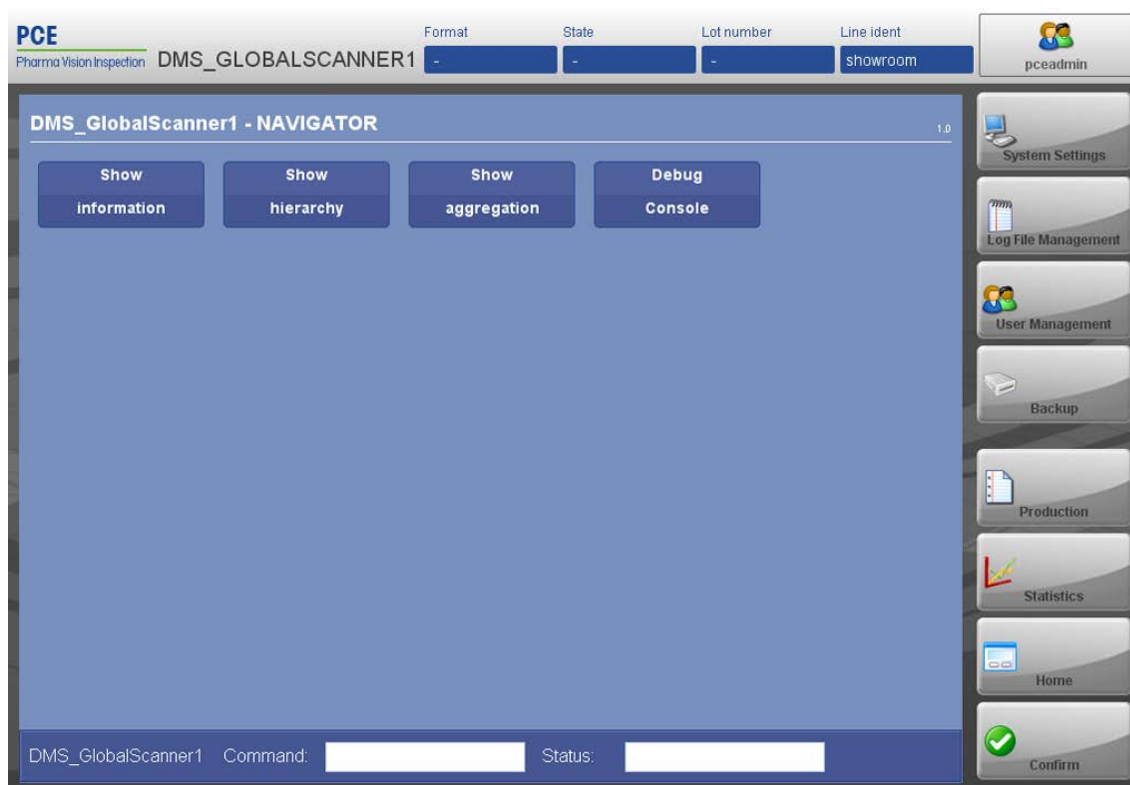 PCE
Pharma Vision Inspection
DMS_GLOBALSCANNER1
Format
State
Lot number
Line ident
-
-
-
showroom
pceadmin
DMS_GlobalScanner1 - NAVIGATOR
1.0
Show
information
Show
hierarchy
Show
aggregation
Debug
Console
System Settings
Log File Management
User Management
Backup
Production
Statistics
Home
Confirm
DMS_GlobalScanner1 Command: Status: